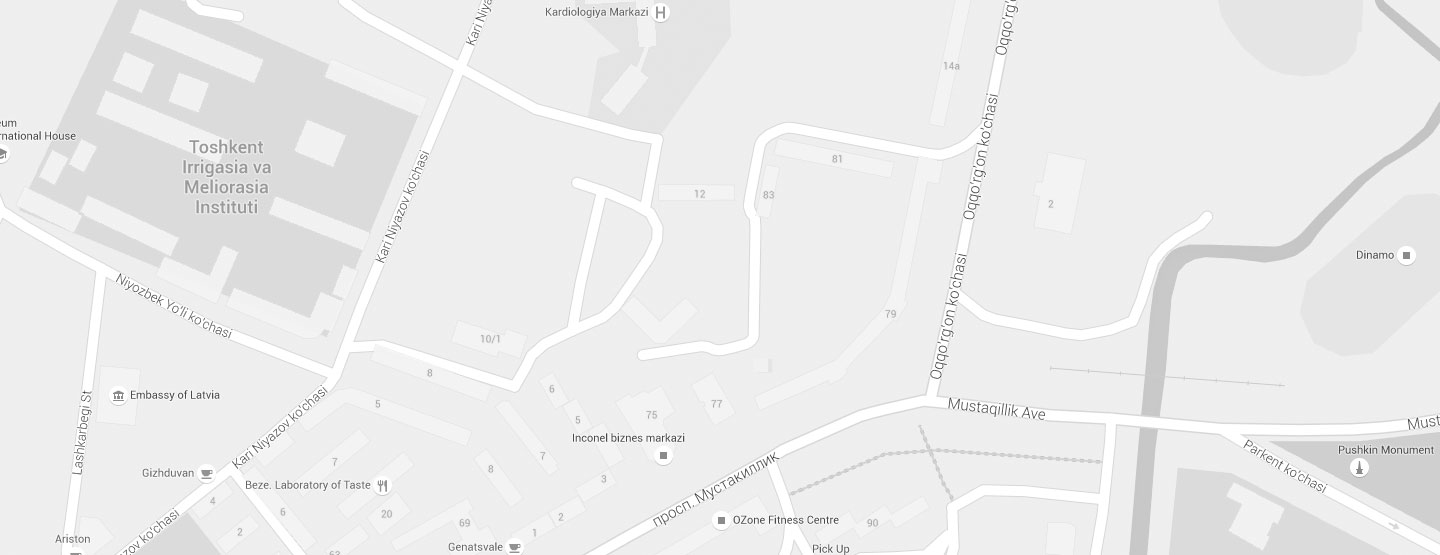 Kardiologiya Markazi
H
Kari Niya
Oqqo'rg'o
14a
eum
rnational House
Toshkent
Irrigasia va
Meliorasia
Instituti
Kari Niyazov ko'chasi
81
12
83
Oqqo'rg'on ko'chasi
2
Dinamo
Niyozbek Yo'li ko'chasi
Oqqo'rg'on ko'chasi
79
10/1
8
Embassy of Latvia
6
5
5
75
77
Mustaqillik Ave
Must
Lashkarbegi St
Kari Niyazov ko'chasi
Inconel biznes markazi
Pushkin Monument
Parkent ko'chasi
Gizhduvan
7
8
7
Beze. Laboratory of Taste
3
просп. Мустакиллик
4
6
20
69
2
OZone Fitness Centre
90
zov ko'chasi
2
1
Ariston
63
Genatsvale
Pick Up